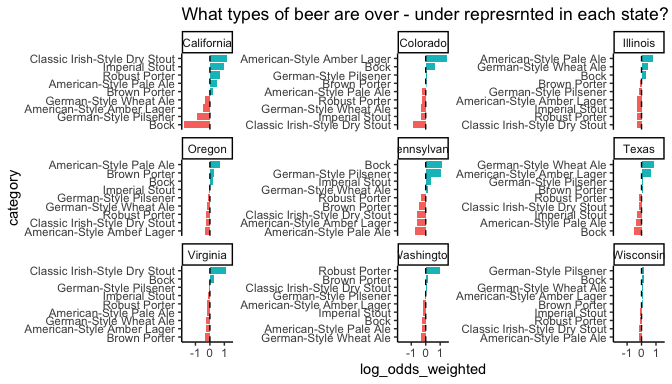 What types of beer are over - under represrnted in each state?
California
Classic Irish-Style Dry Stout
Imperial Stout
Robust Porter
American-Style Pale Ale
Brown Porter
German-Style Wheat Ale
American-Style Amber Lager
German-Style Pilsener
Bock
Colorado
American-Style Amber Lager
Bock
German-Style Pilsener
Brown Porter
American-Style Pale Ale
Robust Porter
German-Style Wheat Ale
Imperial Stout
Classic Irish-Style Dry Stout
Illinois
American-Style Pale Ale
German-Style Wheat Ale
Bock
Brown Porter
German-Style Pilsener
American-Style Amber Lager
Imperial Stout
Robust Porter
Classic Irish-Style Dry Stout
Oregon
American-Style Pale Ale
Brown Porter
Bock
Imperial Stout
German-Style Pilsener
German-Style Wheat Ale
Robust Porter
Classic Irish-Style Dry Stout
American-Style Amber Lager
ennsylvan
Bock
German-Style Pilsener
Imperial Stout
German-Style Wheat Ale
Robust Porter
Brown Porter
Classic Irish-Style Dry Stout
American-Style Amber Lager
American-Style Pale Ale
Texas
German-Style Wheat Ale
American-Style Amber Lager
German-Style Pilsener
Brown Porter
Robust Porter
Classic Irish-Style Dry Stout
Imperial Stout
American-Style Pale Ale
Bock
Virginia
Classic Irish-Style Dry Stout
Bock
German-Style Pilsener
Imperial Stout
Robust Porter
American-Style Pale Ale
German-Style Wheat Ale
American-Style Amber Lager
Brown Porter
Washingto
Robust Porter
Brown Porter
Classic Irish-Style Dry Stout
German-Style Pilsener
American-Style Amber Lager
Imperial Stout
Bock
American-Style Pale Ale
German-Style Wheat Ale
Wisconsin
German-Style Pilsener
Bock
German-Style Wheat Ale
American-Style Amber Lager
Brown Porter
Imperial Stout
Robust Porter
Classic Irish-Style Dry Stout
American-Style Pale Ale
-1 0 1
-1 0 1
-1 0 1
category
log_odds_weighted